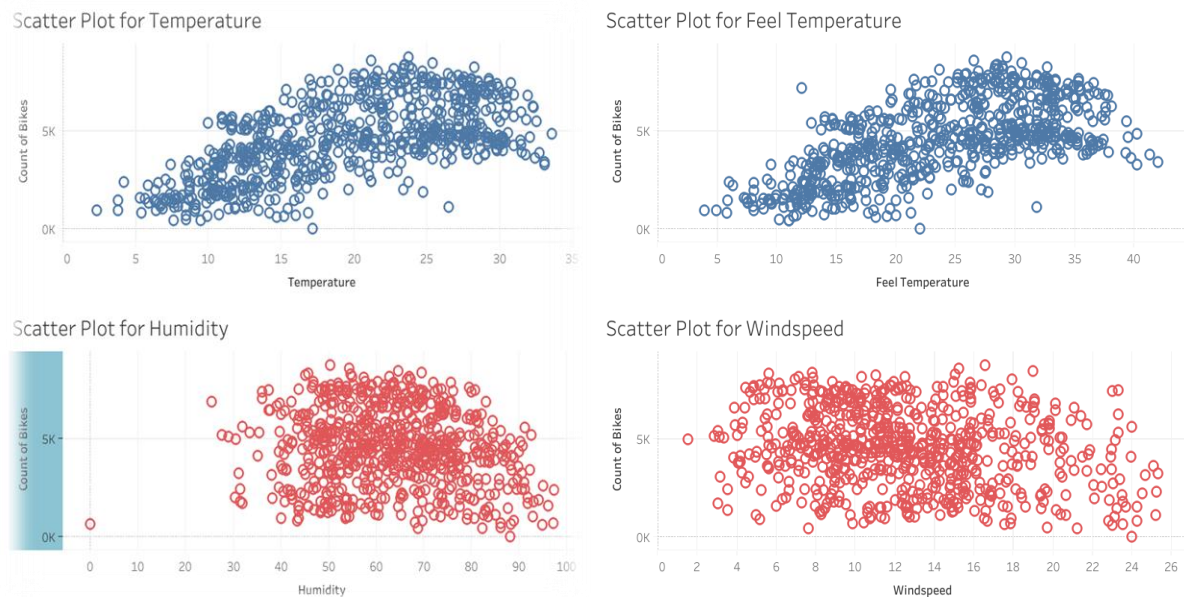 Scatter Plot for Temperature
Count of Bikes
5K
0K
0 5 10 15 20 25 30 35
Temperature
Scatter Plot for Feel Temperature
Count of Bikes
5K
0K
0 5 10 15 20 25 30 35 40
Feel Temperature
Scatter Plot for Humidity
Count of Bikes
5K
0K
0 10 20 30 40 50 60 70 80 90 100
Humidity
Scatter Plot for Windspeed
Count of Bikes
5K
0K
0 2 4 6 8 10 12 14 16 18 20 22 24 26
Windspeed